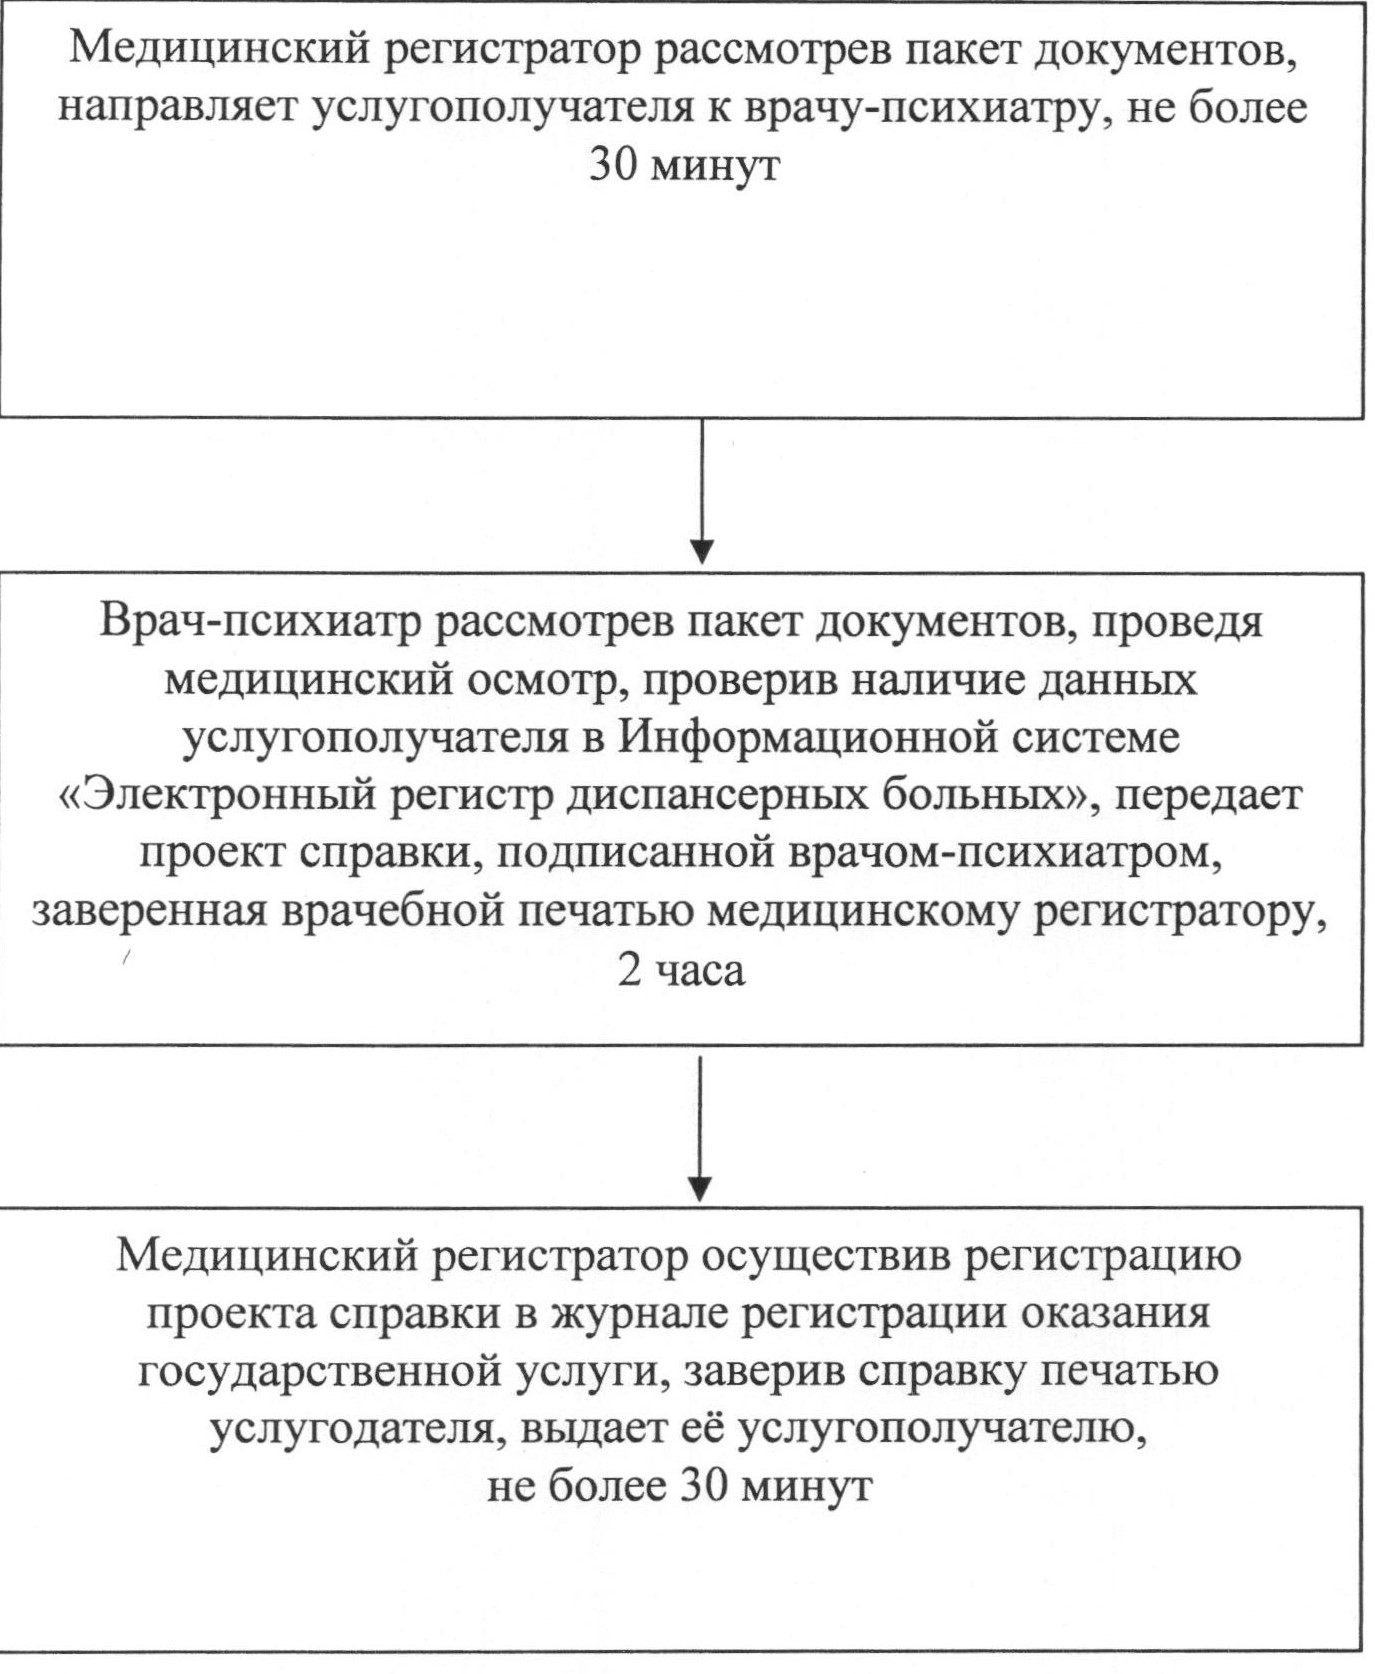 Медицинский регистратор рассмотрев пакет документов,
направляет услугополучателя к врачу-психиатру, не более
30 минут
Врач-психиатр рассмотрев пакет документов, проведя
медицинский осмотр, проверив наличие данных
услугополучателя в Информационной системе
«Электронный регистр диспансерных больных», передает
проект справки, подписанной врачом-психиатром,
заверенная врачебной печатью медицинскому регистратору,
2 часа
Медицинский регистратор осуществив регистрацию
проекта справки в журнале регистрации оказания
государственной услуги, заверив справку печатью
услугодателя, выдает её услугополучателю,
не более 30 минут